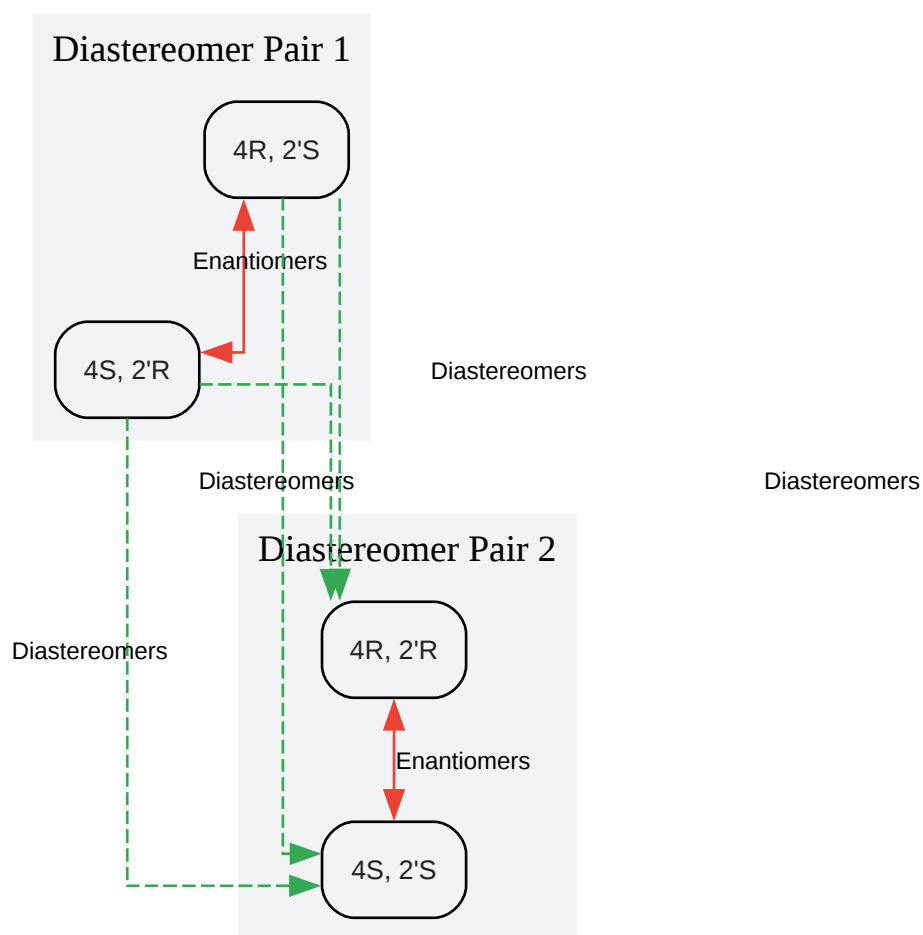 Diastereomer Pair 1
4R, 2'S
Enantiomers
4S, 2'R
Diastereomers
Diastereomers
Diastereomers
Diastereomer Pair 2
4R, 2'R
Diastereomers
Enantiomers
4S, 2'S